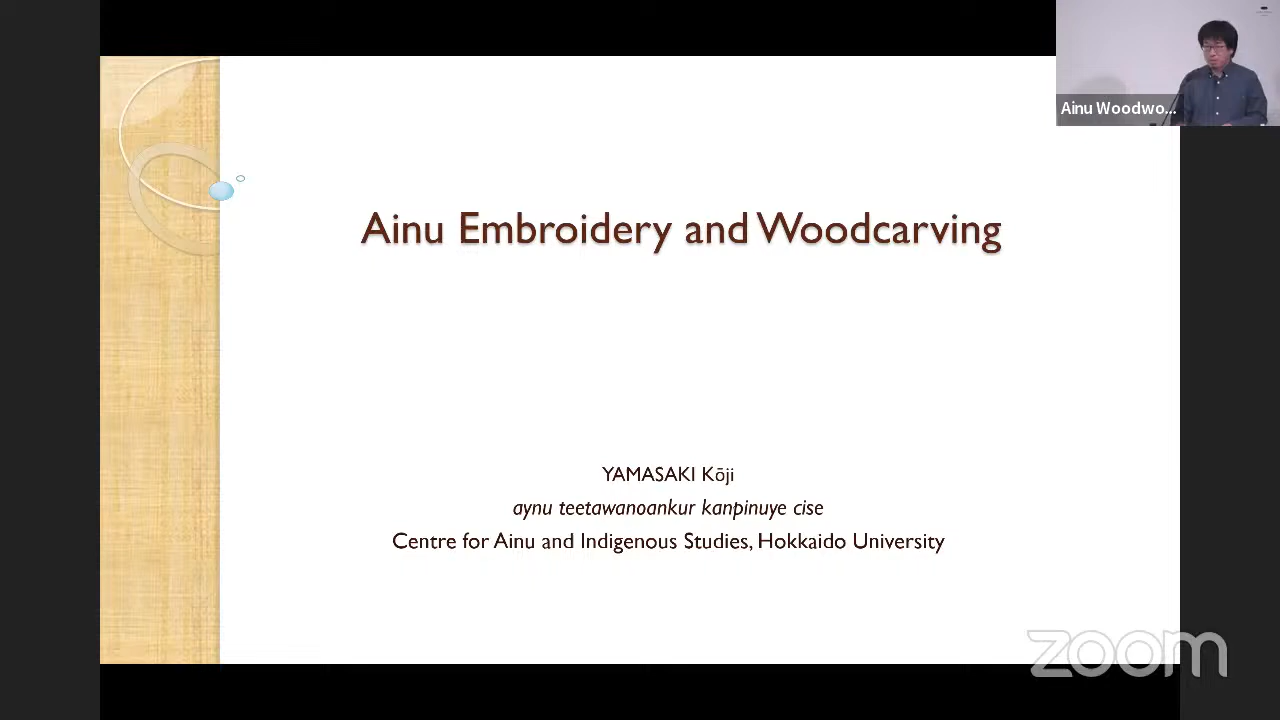 Ainu Woodwo...
Ainu Embroidery and Woodcarving
YAMASAKI Kōji
aynu teetawanoankur kanpinuye cise
Centre for Ainu and Indigenous Studies, Hokkaido University
zoom